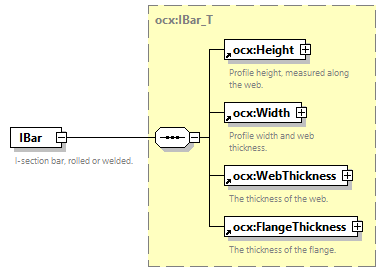 ocx:IBar_T
ocx:Height
Profile height, measured along
the web.
ocx:Width
Profile width and web
thickness.
IBar
I-section bar, rolled or welded.
ocx:WebThickness
The thickness of the web.
ocx:FlangeThickness
The thickness of the flange.